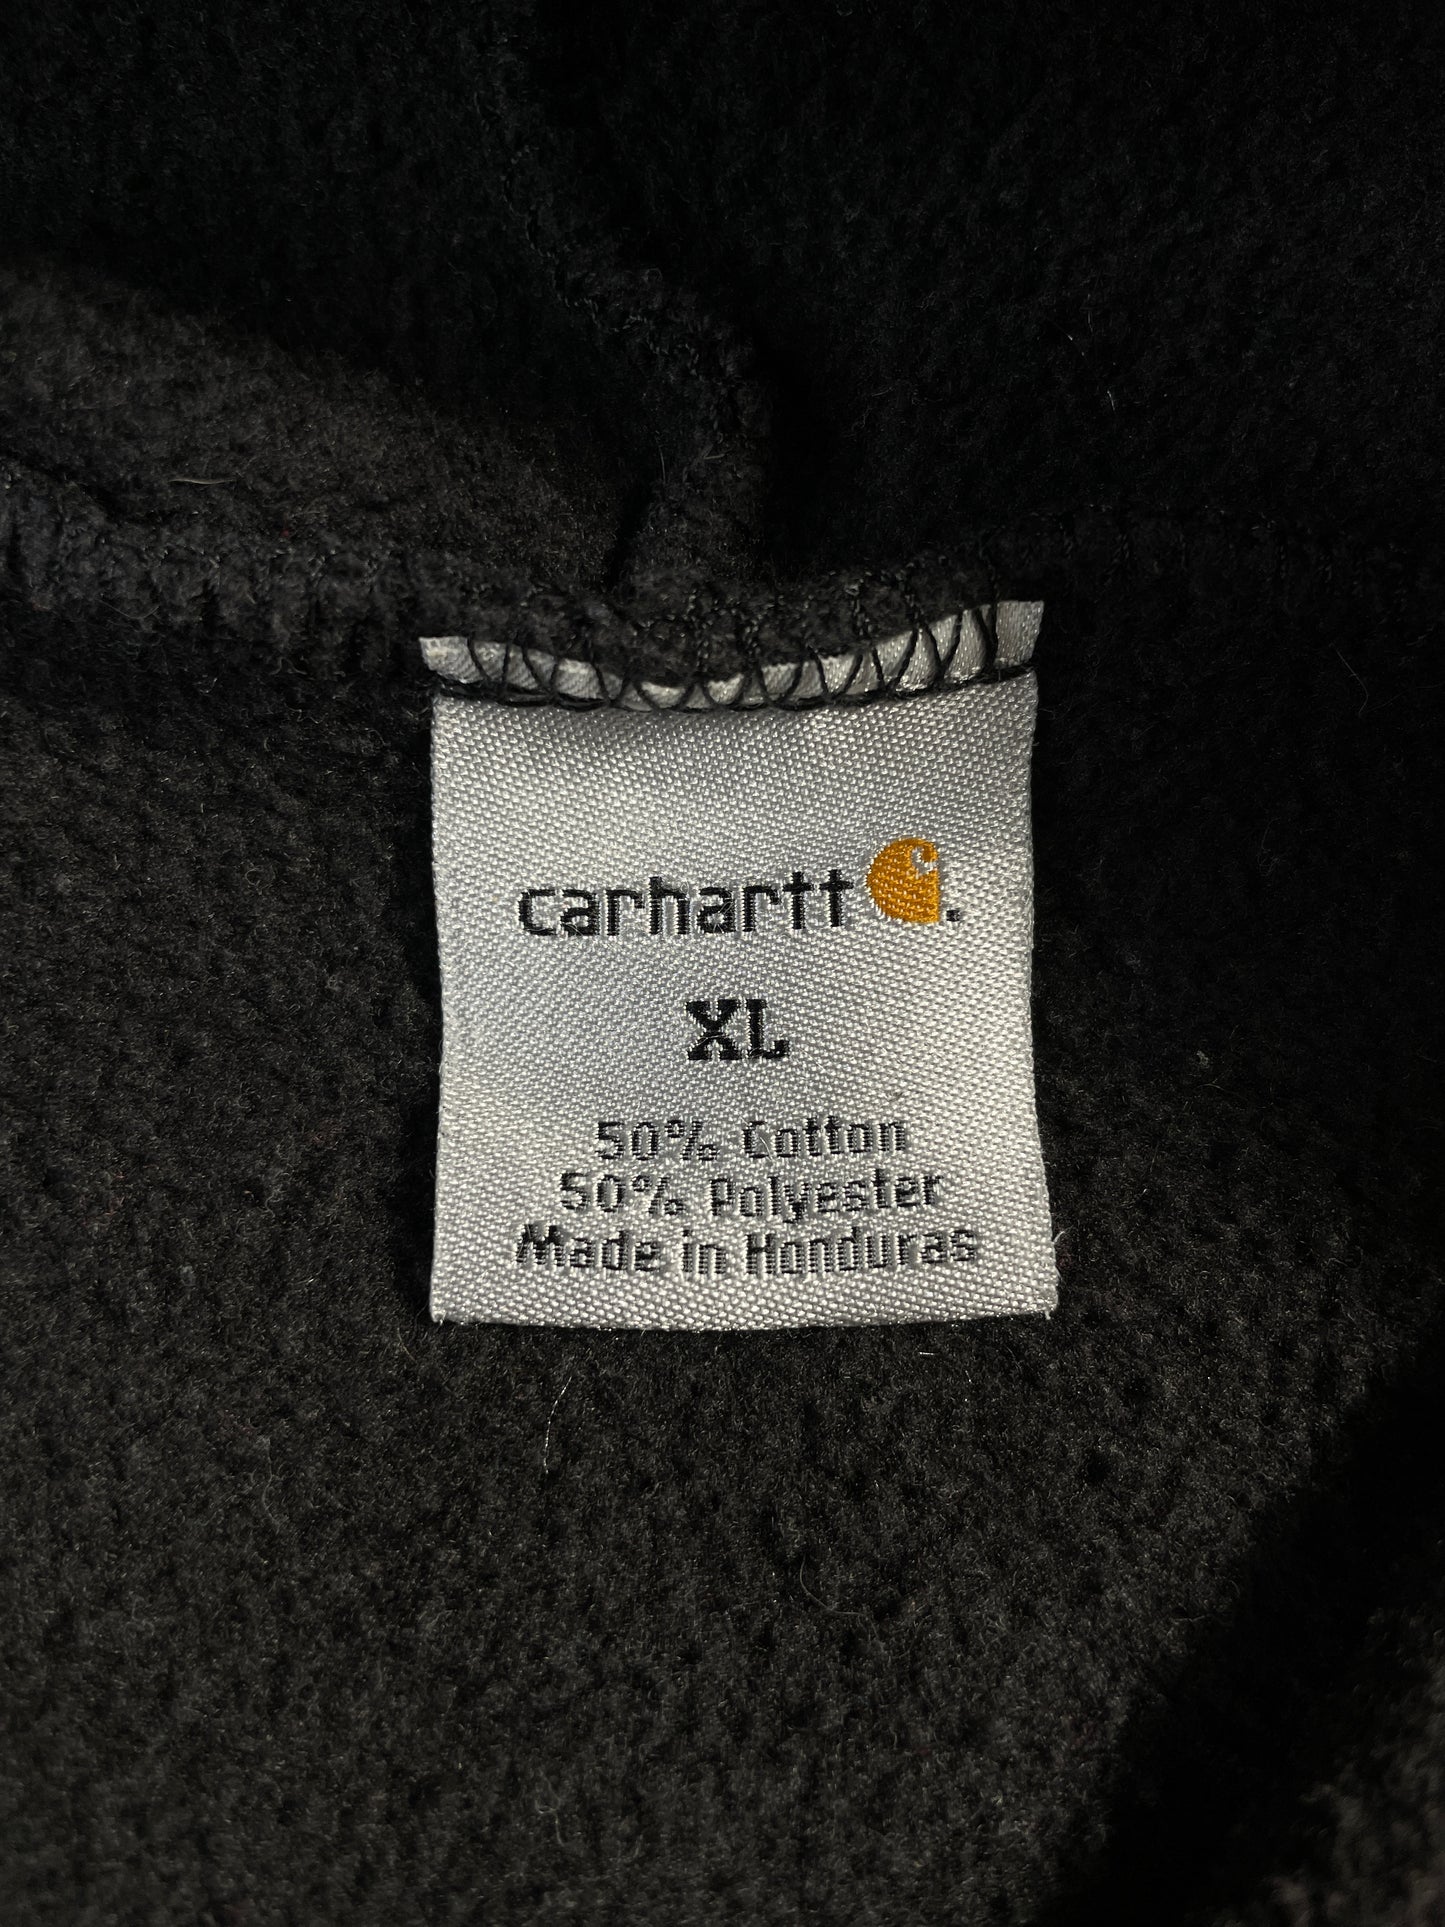 carhartt.
XL
50% Cotton
50% Polyester
Made in Honduras